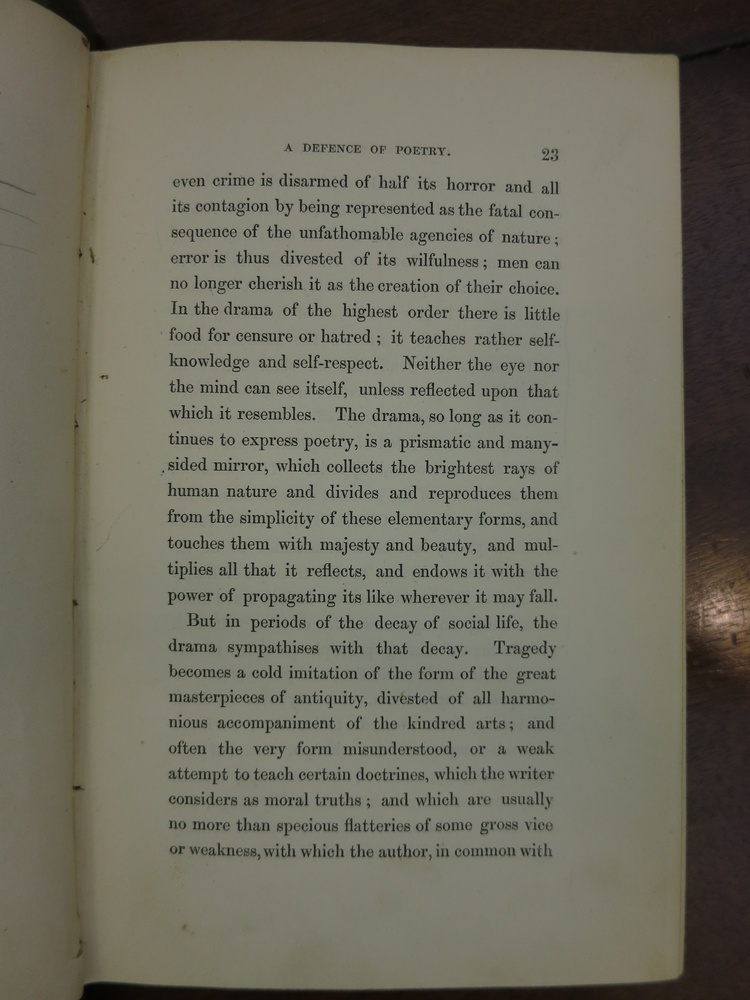 A DEFENCE OF POETRY. 23
even crime is disarmed of half its horror and all
its contagion by being represented as the fatal con-
sequence of the unfathomable agencies of nature;
error is thus divested of its wilfulness; men can
no longer cherish it as the creation of their choice.
In the drama of the highest order there is little
food for censure or hatred; it teaches rather self-
knowledge and self-respect. Neither the eye nor
the mind can see itself, unless reflected upon that
which it resembles. The drama, so long as it con-
tinues to express poetry, is a prismatic and many-
sided mirror, which collects the brightest rays of
human nature and divides and reproduces them
from the simplicity of these elementary forms, and
touches them with majesty and beauty, and mul-
tiplies all that it reflects, and endows it with the
power of propagating its like wherever it may fall.
But in periods of the decay of social life, the
drama sympathises with that decay. Tragedy
becomes a cold imitation of the form of the great
masterpieces of antiquity, divested of all harmo-
nious accompaniment of the kindred arts; and
often the very form misunderstood, or a weak
attempt to teach certain doctrines, which the writer
considers as moral truths; and which are usually
no more than specious flatteries of some gross vice
or weakness, with which the author, in common with